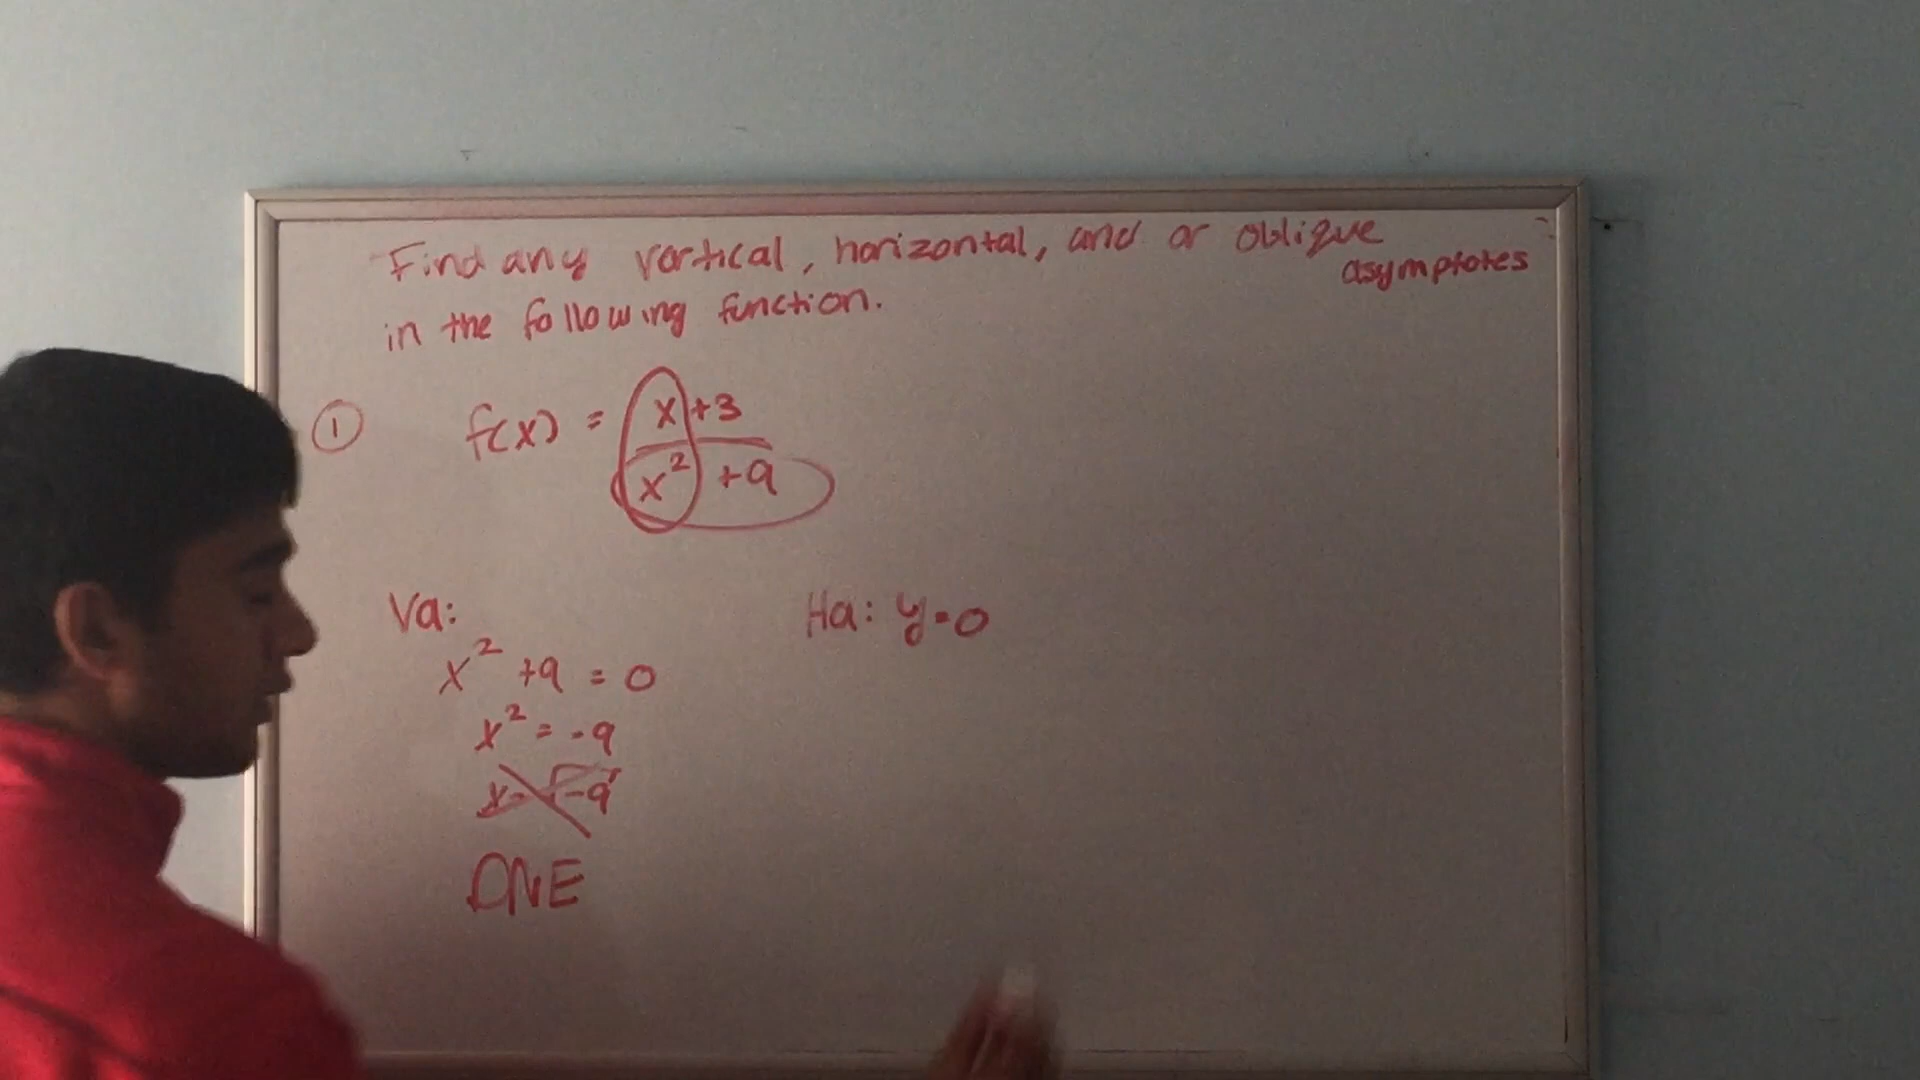 Find any vertical, horizontal, and or oblique asymptotes
in the following function.
① f(x) = x+3
x² +9
Va:
Ha: y=0
x² +9 = 0
x² = -9
x=√-9
DNE